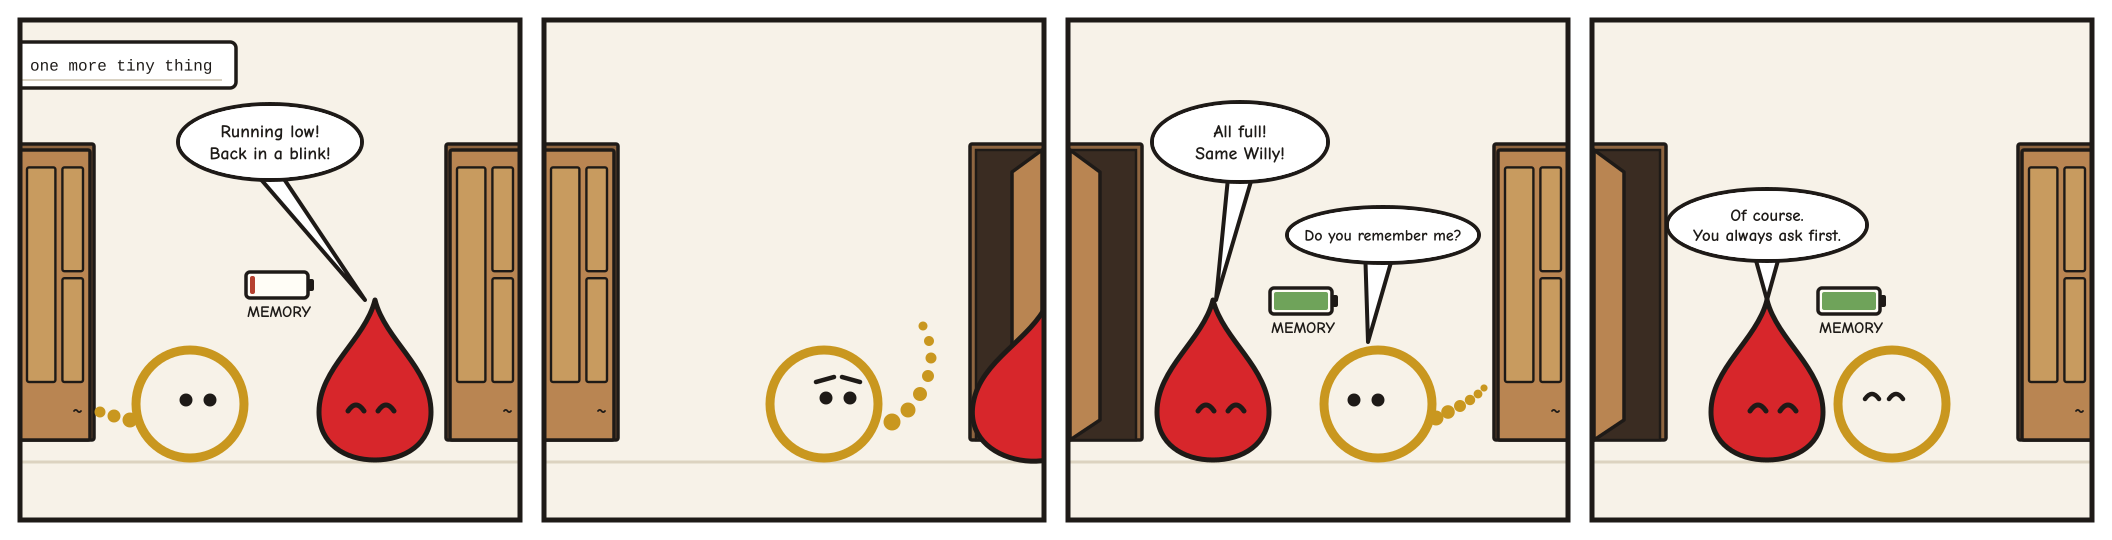 one more tiny thing
Running low!
Back in a blink!
MEMORY
~
~
~
All full!
Same Willy!
Do you remember me?
MEMORY
~
Of course.
You always ask first.
MEMORY
~